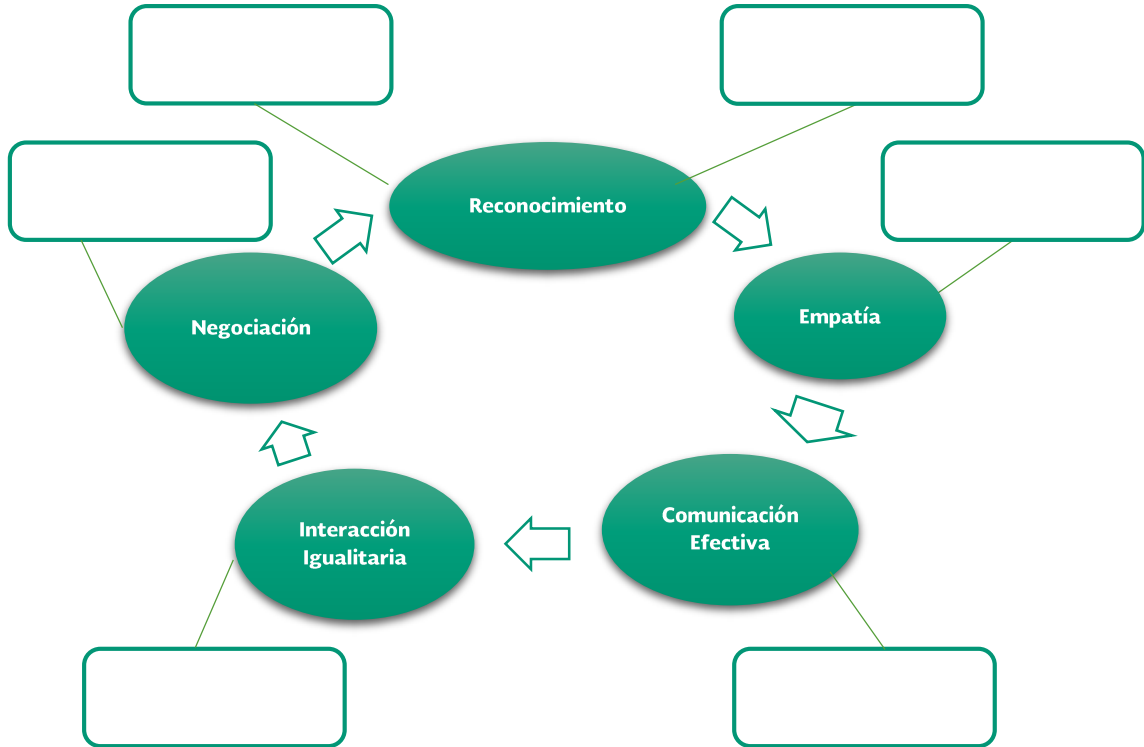 Reconocimiento
Empatía
Comunicación
Efectiva
Interacción
Igualitaria
Negociación